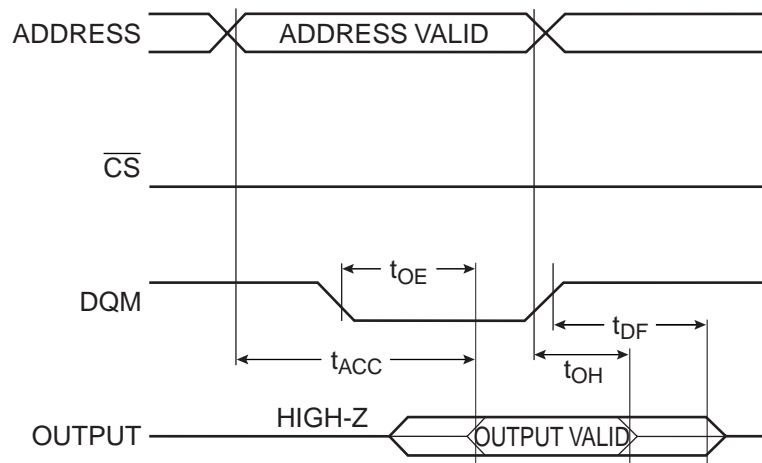 ADDRESS
ADDRESS VALID
CS
DQM
tOE
tDF
tACC
tOH
HIGH-Z
OUTPUT
OUTPUT VALID